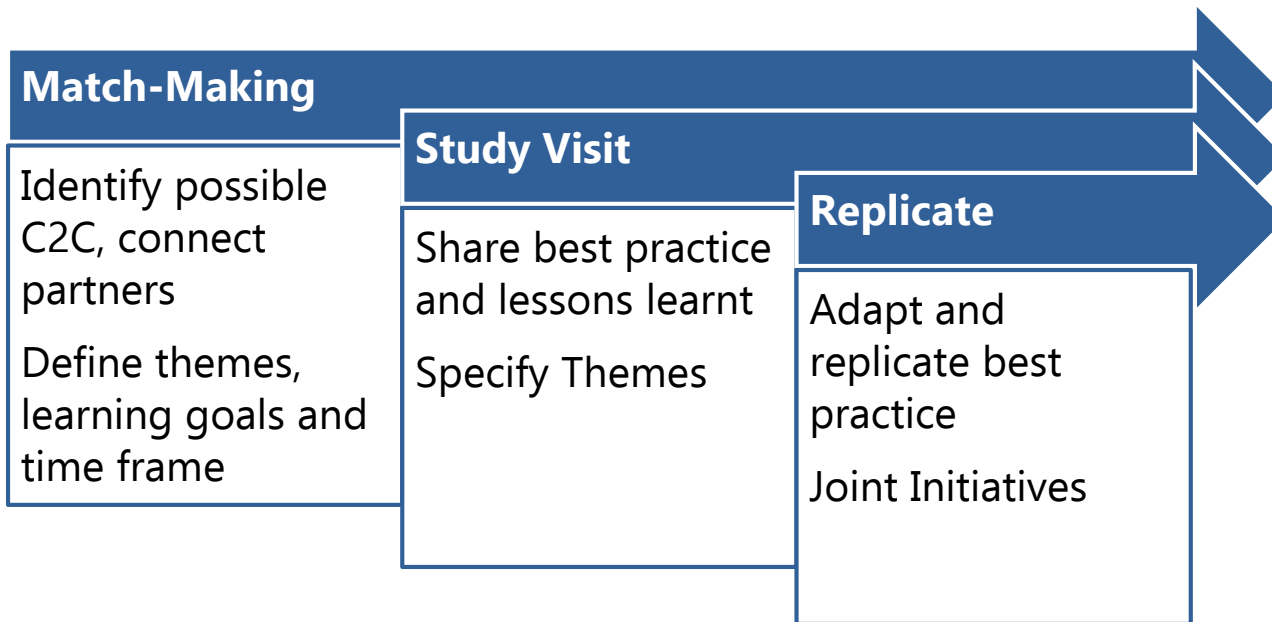 Match-Making
Identify possible
C2C, connect
partners
Define themes,
learning goals and
time frame
Study Visit
Share best practice
and lessons learnt
Specify Themes
Replicate
Adapt and
replicate best
practice
Joint Initiatives